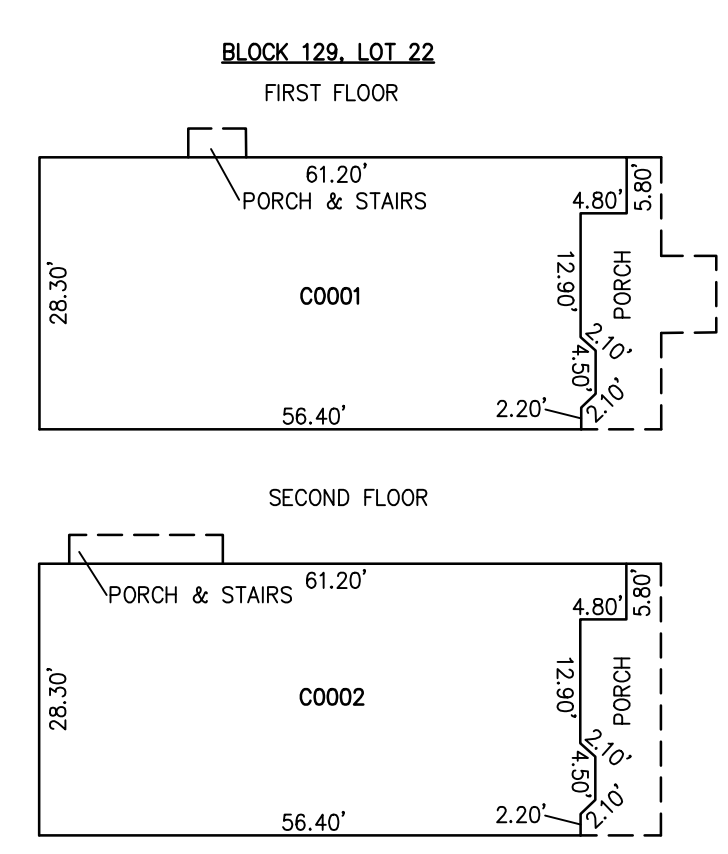 BLOCK 129, LOT 22
FIRST FLOOR
61.20'
PORCH & STAIRS
4.80'
5.80'
28.30'
C0001
12.90'
PORCH
2.10'
4.50'
2.10'
2.20'
56.40'
SECOND FLOOR
61.20'
PORCH & STAIRS
4.80'
5.80'
28.30'
C0002
12.90'
PORCH
2.10'
4.50'
2.10'
2.20'
56.40'